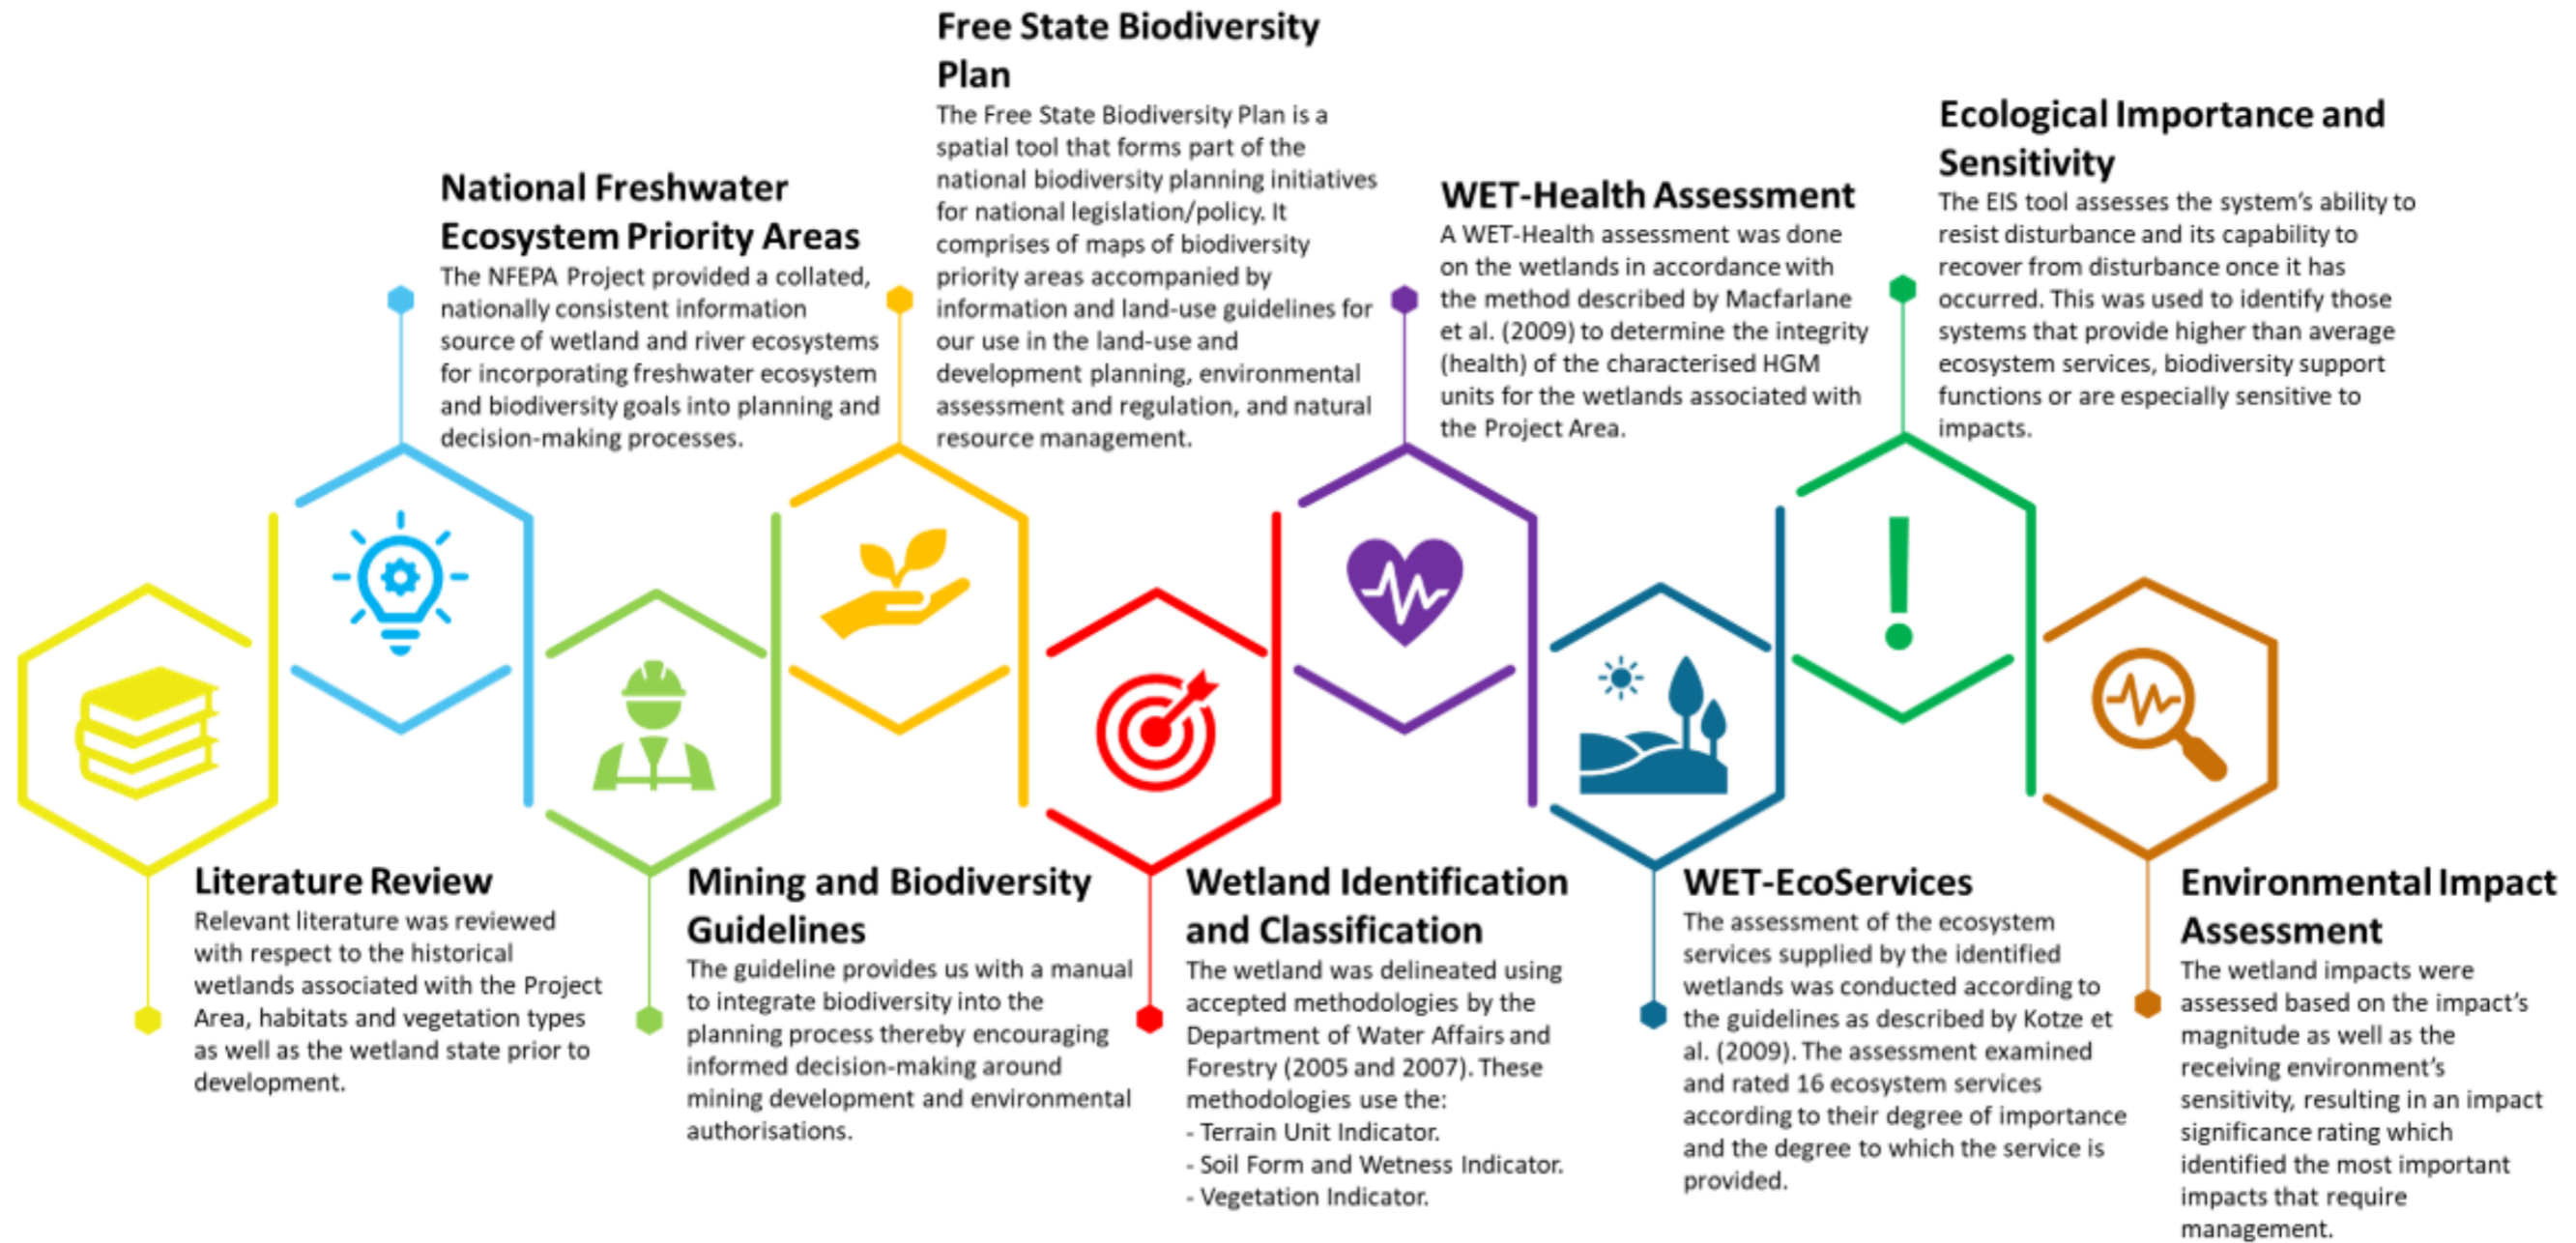 Literature Review
Relevant literature was reviewed
with respect to the historical
wetlands associated with the Project
Area, habitats and vegetation types
as well as the wetland state prior to
development.
National Freshwater
Ecosystem Priority Areas
The NFEPA Project provided a collated,
nationally consistent information
source of wetland and river ecosystems
for incorporating freshwater ecosystem
and biodiversity goals into planning and
decision-making processes.
Mining and Biodiversity
Guidelines
The guideline provides us with a manual
to integrate biodiversity into the
planning process thereby encouraging
informed decision-making around
mining development and environmental
authorisations.
Free State Biodiversity
Plan
The Free State Biodiversity Plan is a
spatial tool that forms part of the
national biodiversity planning initiatives
for national legislation/policy. It
comprises of maps of biodiversity
priority areas accompanied by
information and land-use guidelines for
our use in the land-use and
development planning, environmental
assessment and regulation, and natural
resource management.
Wetland Identification
and Classification
The wetland was delineated using
accepted methodologies by the
Department of Water Affairs and
Forestry (2005 and 2007). These
methodologies use the:
- Terrain Unit Indicator.
- Soil Form and Wetness Indicator.
- Vegetation Indicator.
WET-Health Assessment
A WET-Health assessment was done
on the wetlands in accordance with
the method described by Macfarlane
et al. (2009) to determine the integrity
(health) of the characterised HGM
units for the wetlands associated with
the Project Area.
WET-EcoServices
The assessment of the ecosystem
services supplied by the identified
wetlands was conducted according to
the guidelines as described by Kotze et
al. (2009). The assessment examined
and rated 16 ecosystem services
according to their degree of importance
and the degree to which the service is
provided.
Ecological Importance and
Sensitivity
The EIS tool assesses the system's ability to
resist disturbance and its capability to
recover from disturbance once it has
occurred. This was used to identify those
systems that provide higher than average
ecosystem services, biodiversity support
functions or are especially sensitive to
impacts.
Environmental Impact
Assessment
The wetland impacts were
assessed based on the impact's
magnitude as well as the
receiving environment's
sensitivity, resulting in an impact
significance rating which
identified the most important
impacts that require
management.